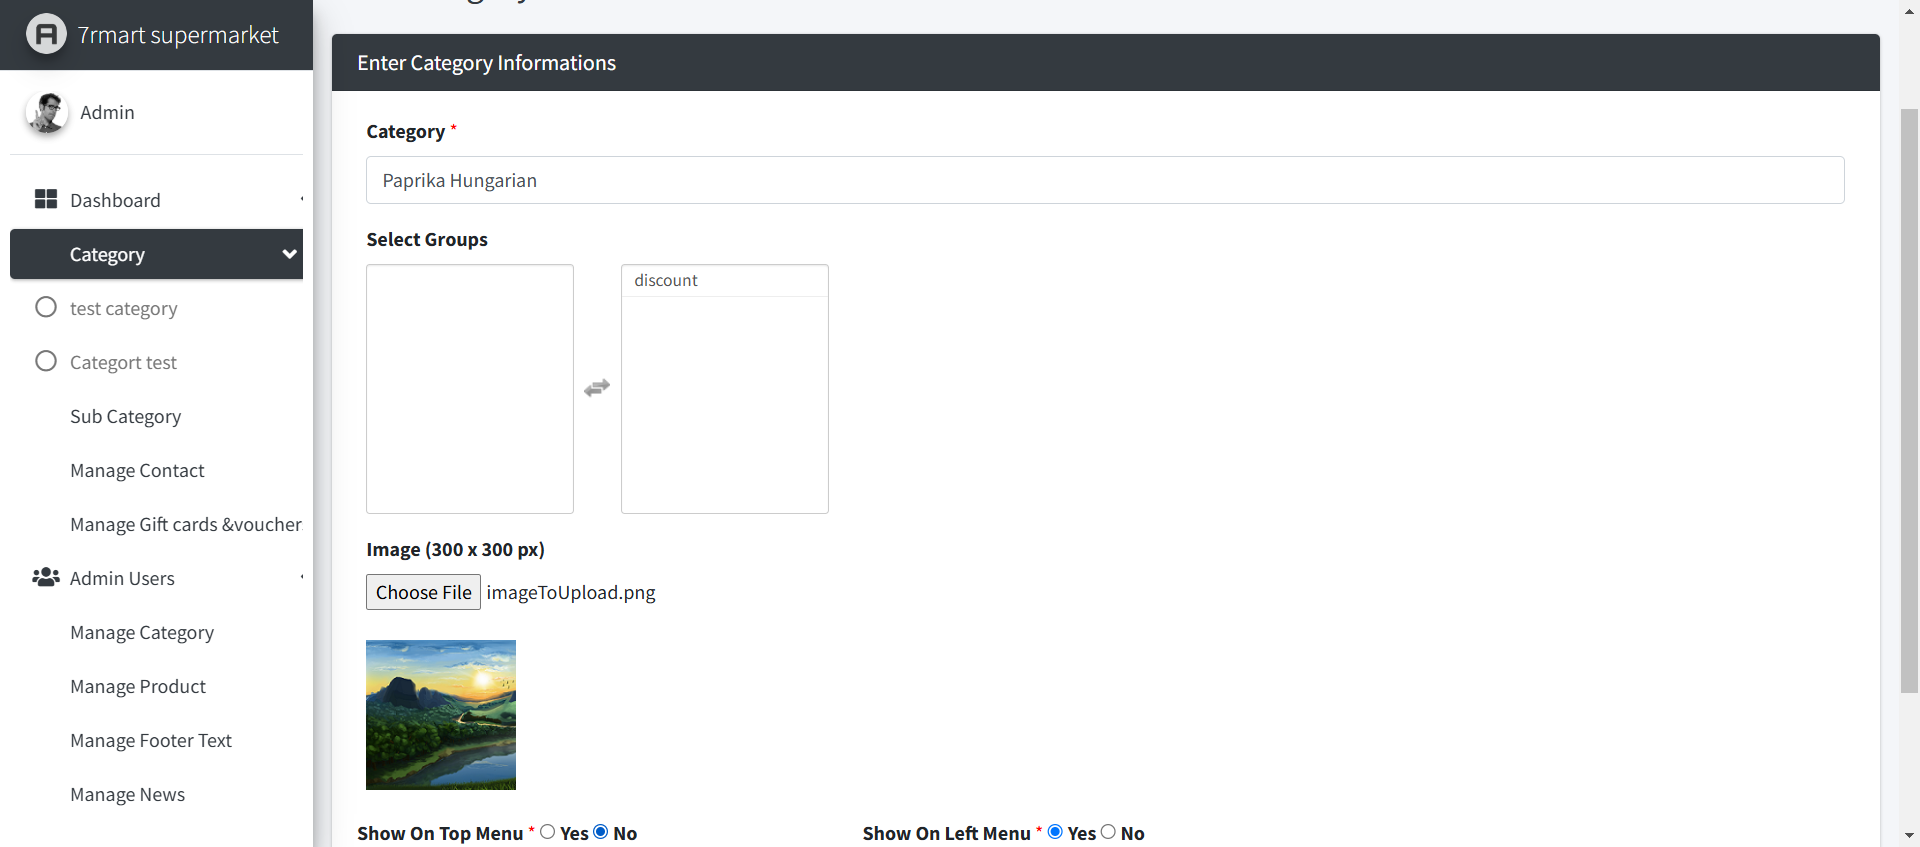 7rmart supermarket
Admin
Dashboard
Category
test category
Categort test
Sub Category
Manage Contact
Manage Gift cards &voucher
Admin Users
Manage Category
Manage Product
Manage Footer Text
Manage News
Enter Category Informations
Category *
Paprika Hungarian
Select Groups
discount
Image (300 x 300 px)
Choose File imageToUpload.png
Show On Top Menu * Yes No
Show On Left Menu * Yes No